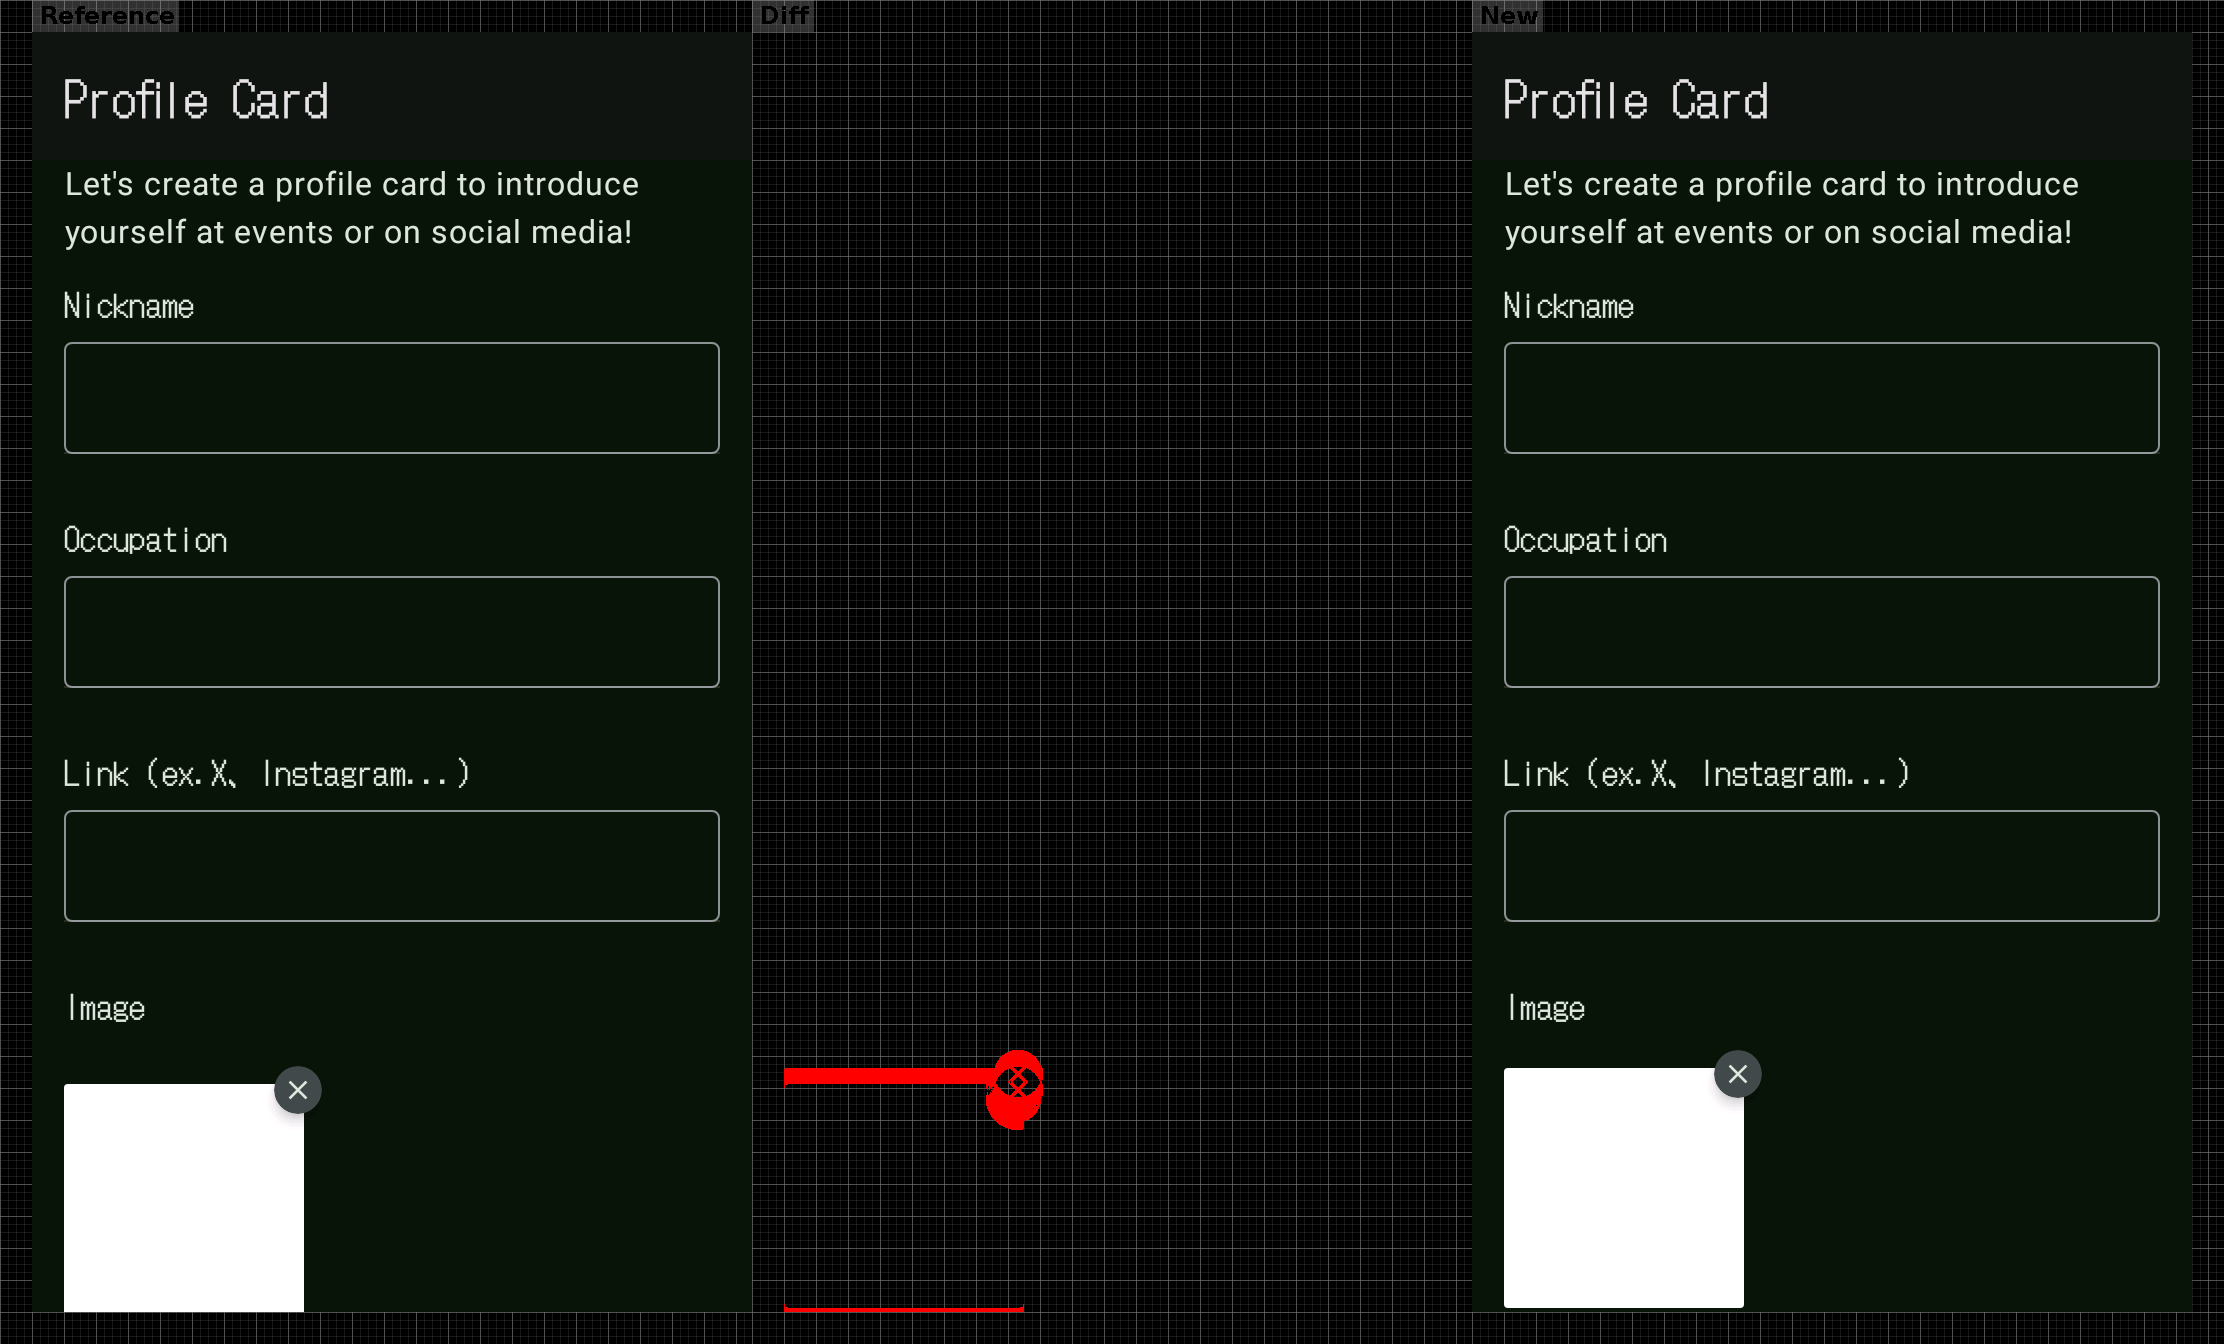 Reference
Diff
New
Profile Card
Let's create a profile card to introduce
yourself at events or on social media!
Nickname
Occupation
Link (ex.X、Instagram...)
Image
Profile Card
Let's create a profile card to introduce
yourself at events or on social media!
Nickname
Occupation
Link (ex.X、Instagram...)
Image